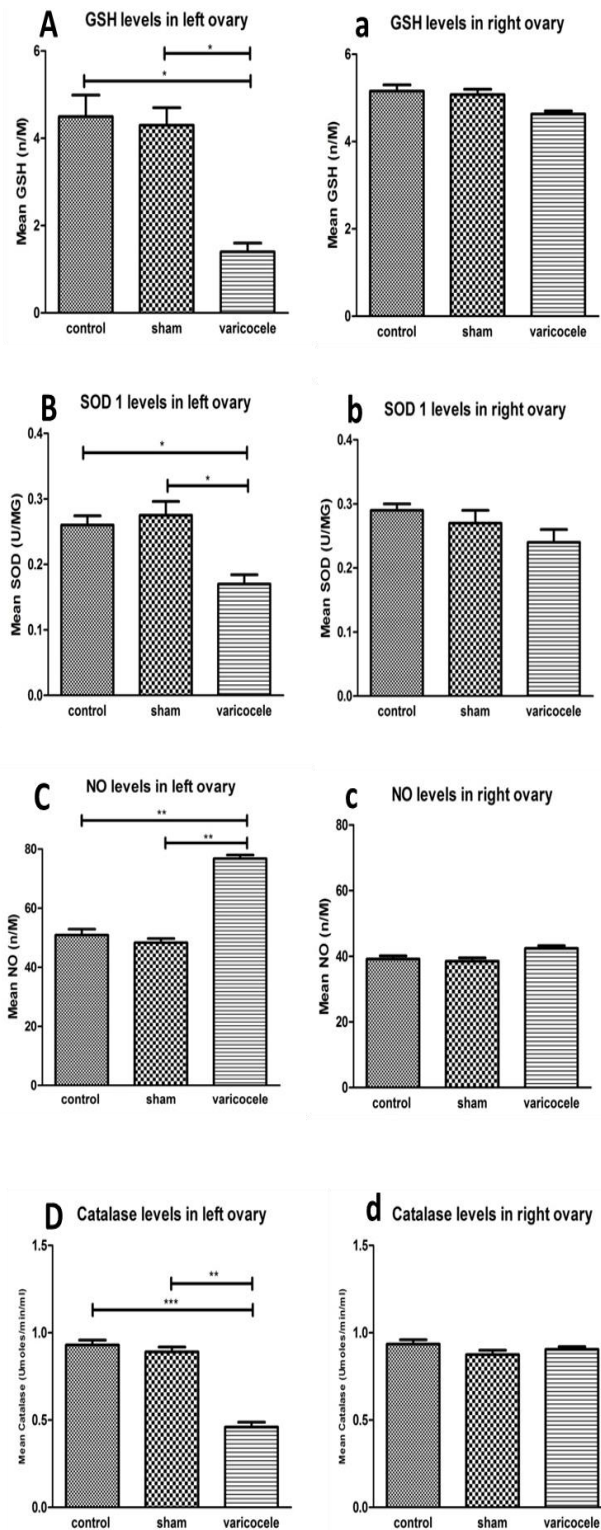 A
GSH levels in left ovary
*
*
Mean GSH (n/M)
6
4
2
0
control sham varicocele
a
GSH levels in right ovary
Mean GSH (n/M)
6
4
2
0
control sham varicocele
B
SOD 1 levels in left ovary
*
*
Mean SOD (U/MG)
0.4
0.3
0.2
0.1
0.0
control sham varicocele
b
SOD 1 levels in right ovary
Mean SOD (U/MG)
0.4
0.3
0.2
0.1
0.0
control sham varicocele
C
NO levels in left ovary
**
**
Mean NO (n/M)
80
60
40
20
0
control sham varicocele
c
NO levels in right ovary
Mean NO (n/M)
80
60
40
20
0
control sham varicocele
D
Catalase levels in left ovary
**
***
Mean Catalase (Umoles/min/ml)
1.5
1.0
0.5
0.0
control sham varicocele
d
Catalase levels in right ovary
Mean Catalase (Umoles/min/ml)
1.5
1.0
0.5
0.0
control sham varicocele